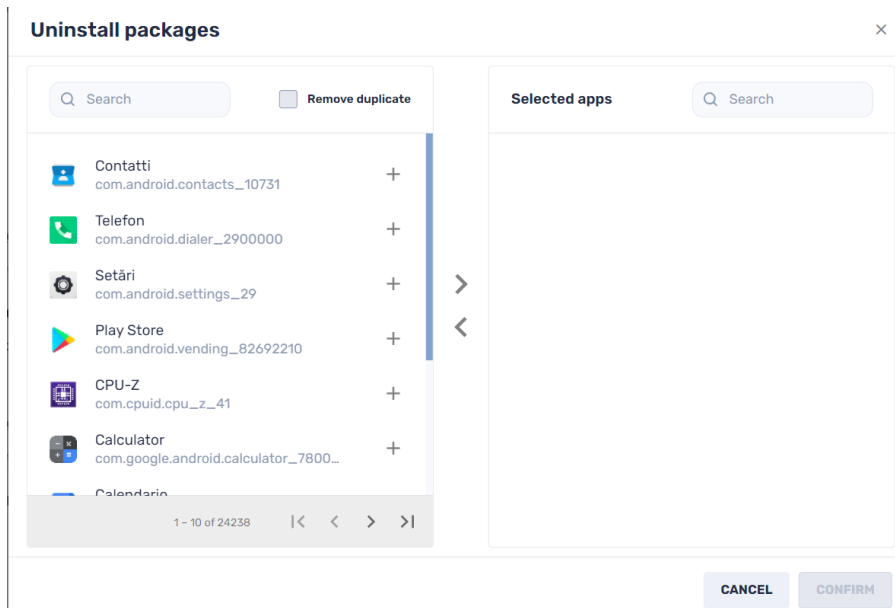 Uninstall packages
Search
Remove duplicate
Contatti
com.android.contacts_10731
Telefon
com.android.dialer_2900000
Setări
com.android.settings_29
Play Store
com.android.vending_82692210
CPU-Z
com.cpuid.cpu_z_41
Calculator
com.google.android.calculator_7800...
Calendario
1 – 10 of 24238
Selected apps
Search
CANCEL
CONFIRM